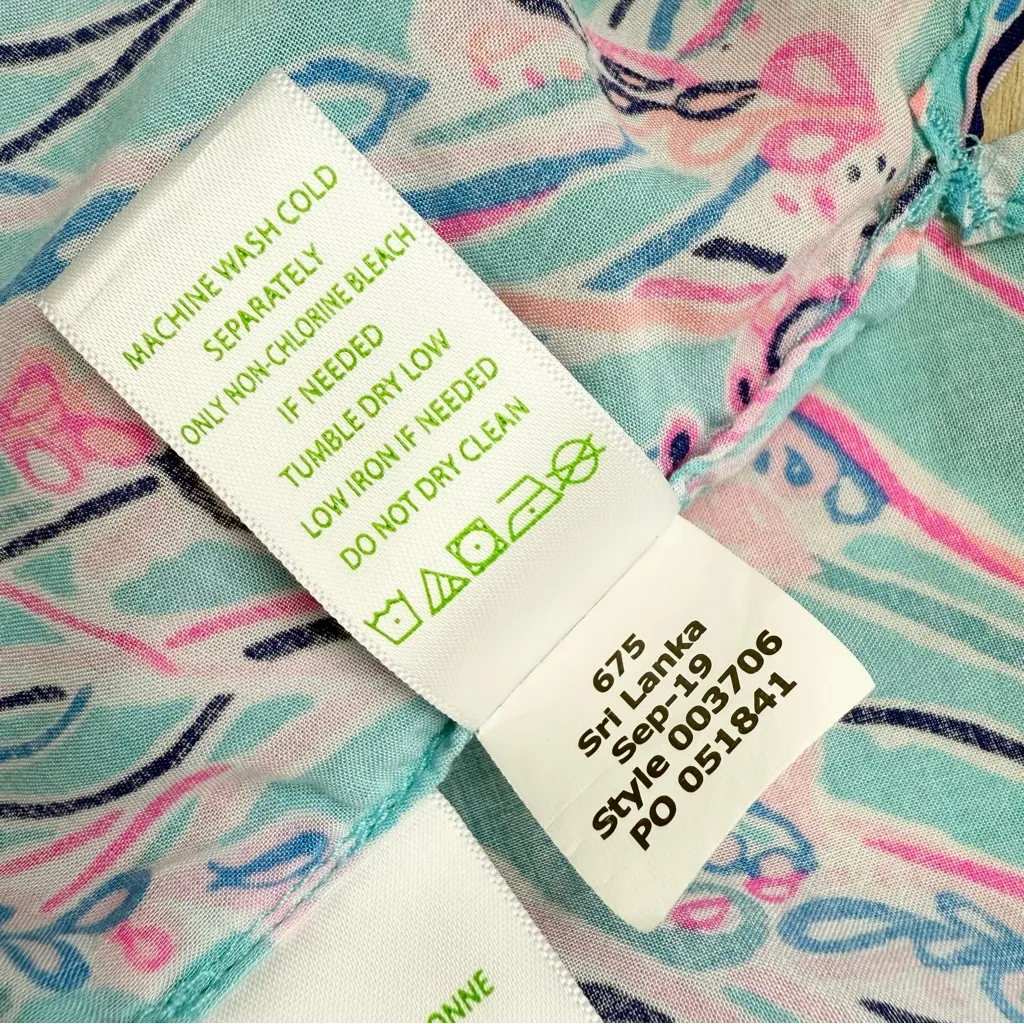 MACHINE WASH COLD
SEPARATELY
ONLY NON-CHLORINE BLEACH
IF NEEDED
TUMBLE DRY LOW
LOW IRON IF NEEDED
DO NOT DRY CLEAN
675
Sri Lanka
Sep-19
Style 003706
PO 051841
ONNE